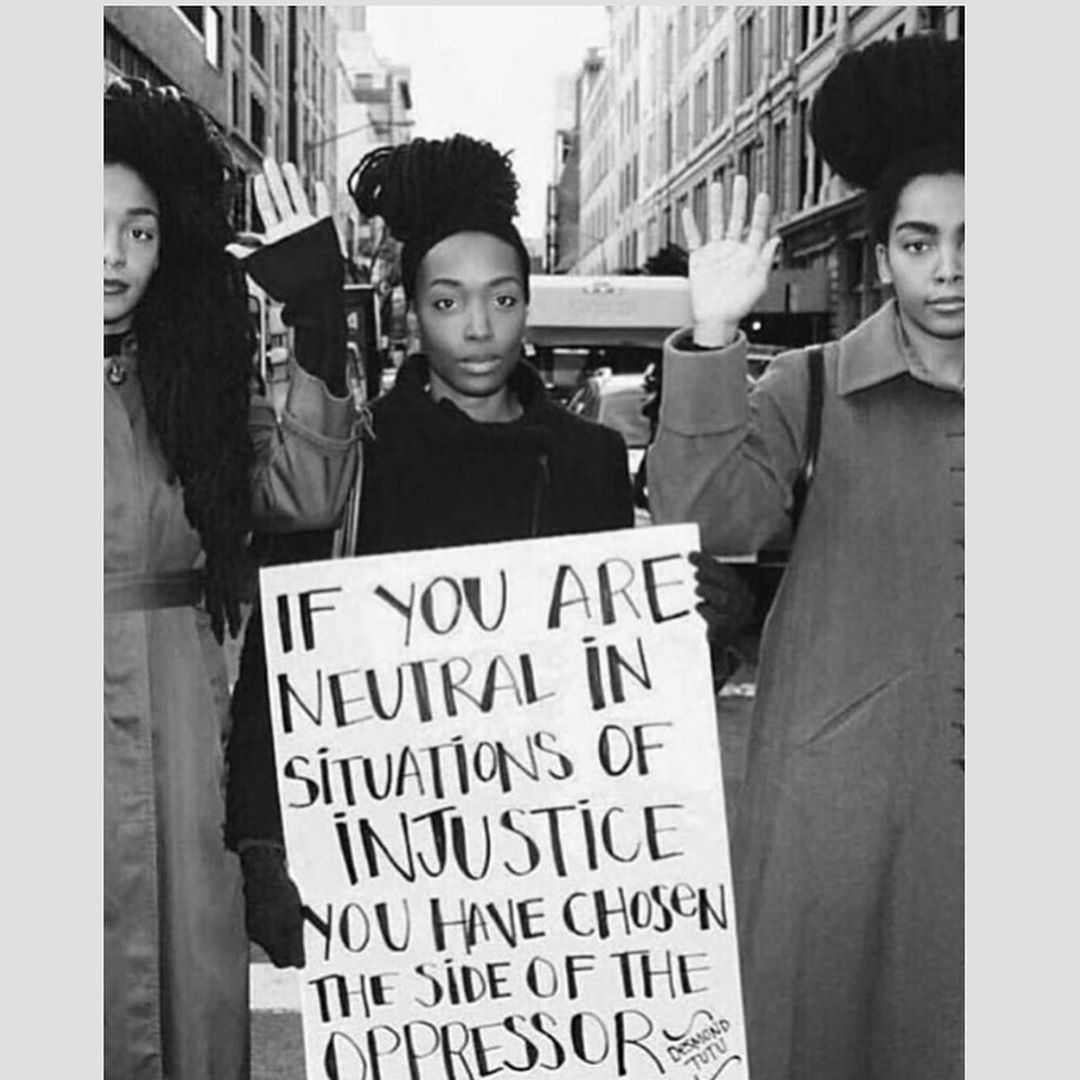 IF YOU ARE
NEUTRAL IN
SITUATIONS OF
INJUSTICE
YOU HAVE CHOSEN
THE SIDE OF THE
OPPRESSOR
DESMOND
TUTU